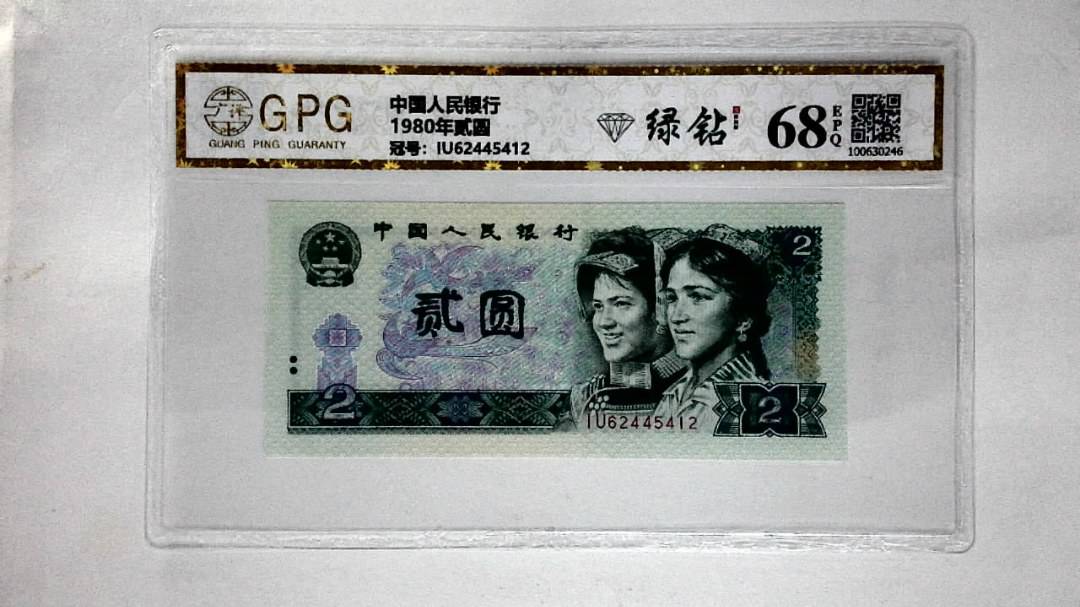 GPG
GUANG PING GUARANTY
中国人民银行
1980年贰圆
冠号：IU62445412
绿钻
68
EPQ
100630246
中国人民银行
2
贰圆
2
2
IU62445412